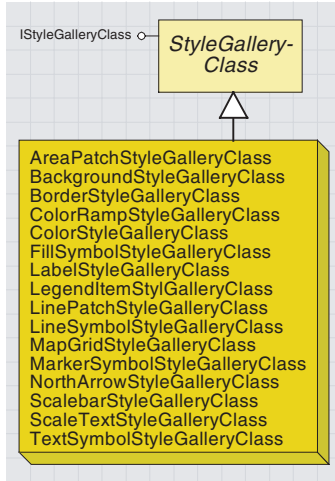 IStyleGalleryClass
StyleGallery-
Class
AreaPatchStyleGalleryClass
BackgroundStyleGalleryClass
BorderStyleGalleryClass
ColorRampStyleGalleryClass
ColorStyleGalleryClass
FillSymbolStyleGalleryClass
LabelStyleGalleryClass
LegendItemStylGalleryClass
LinePatchStyleGalleryClass
LineSymbolStyleGalleryClass
MapGridStyleGalleryClass
MarkerSymbolStyleGalleryClass
NorthArrowStyleGalleryClass
ScalebarStyleGalleryClass
ScaleTextStyleGalleryClass
TextSymbolStyleGalleryClass